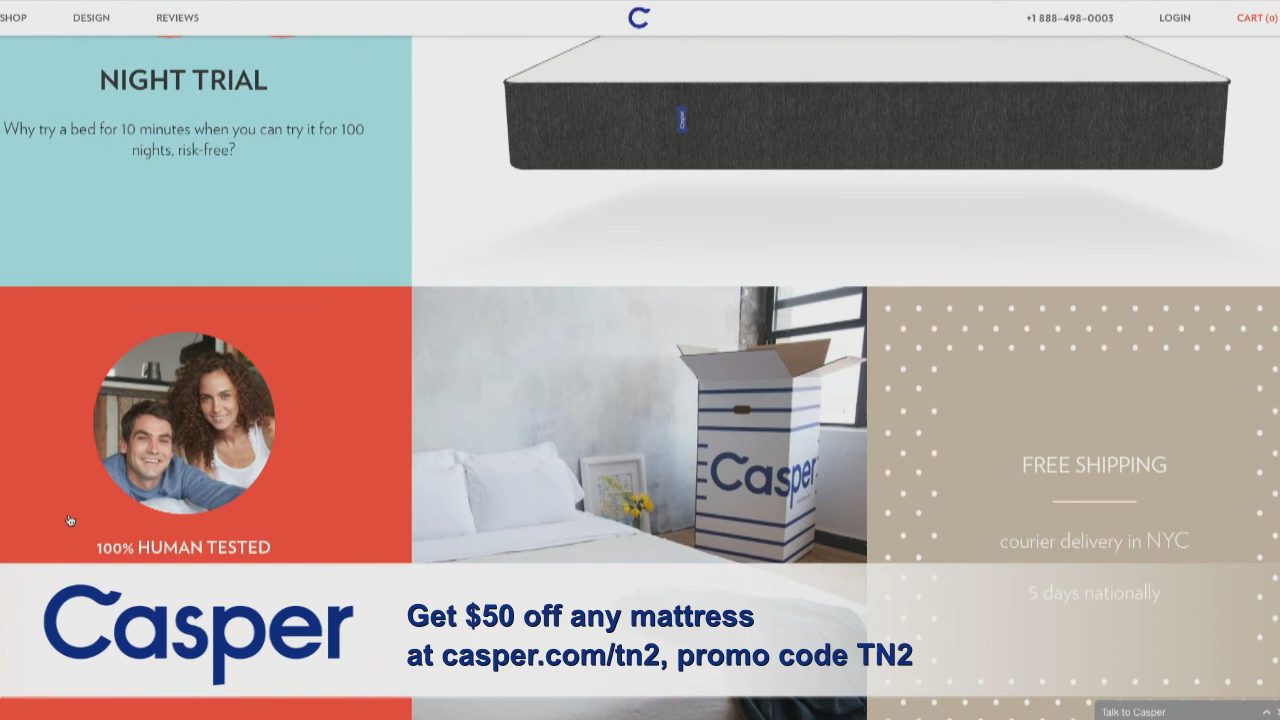 SHOP DESIGN REVIEWS C +1 888-498-0003 LOGIN CART (0)
NIGHT TRIAL
Why try a bed for 10 minutes when you can try it for 100
nights, risk-free?
Casper
Casper
FREE SHIPPING
courier delivery in NYC
5 days nationally
100% HUMAN TESTED
Casper
Get $50 off any mattress
at casper.com/tn2, promo code TN2
Talk to Casper